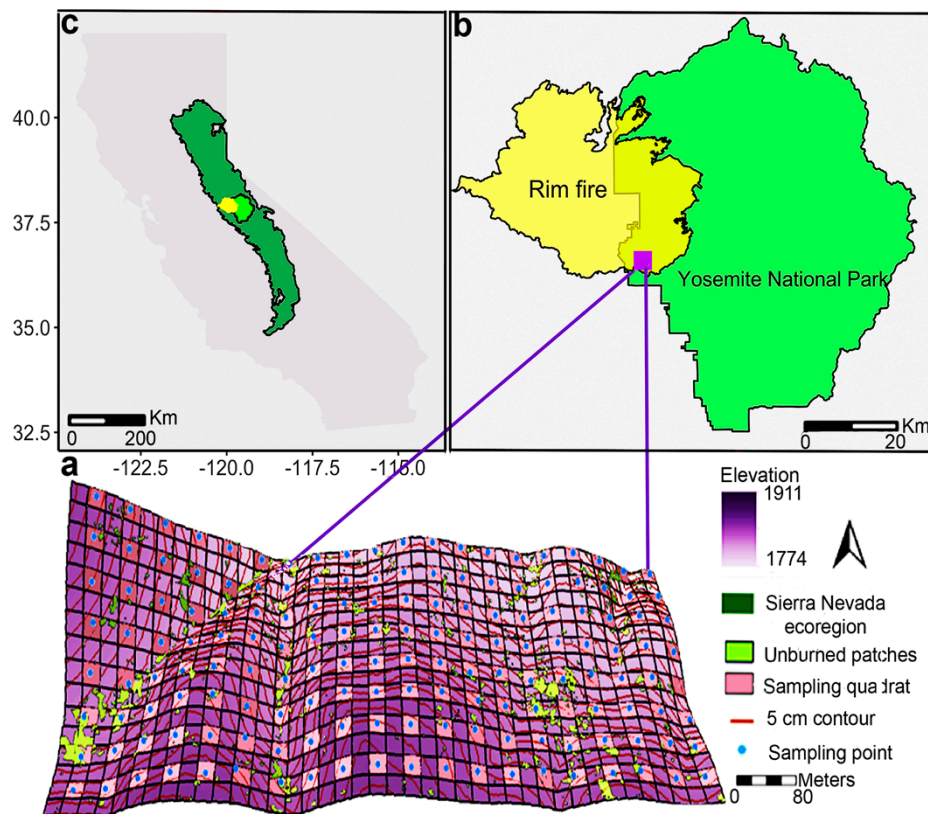 c
40.0
37.5
35.0
32.5
Km
0 200
-122.5 -120.0 -117.5 -115.0
b
Rim fire
Yosemite National Park
Km
0 20
a
Elevation
1911
1774
Sierra Nevada
ecoregion
Unburned patches
Sampling quadrat
5 cm contour
Sampling point
Meters
0 80